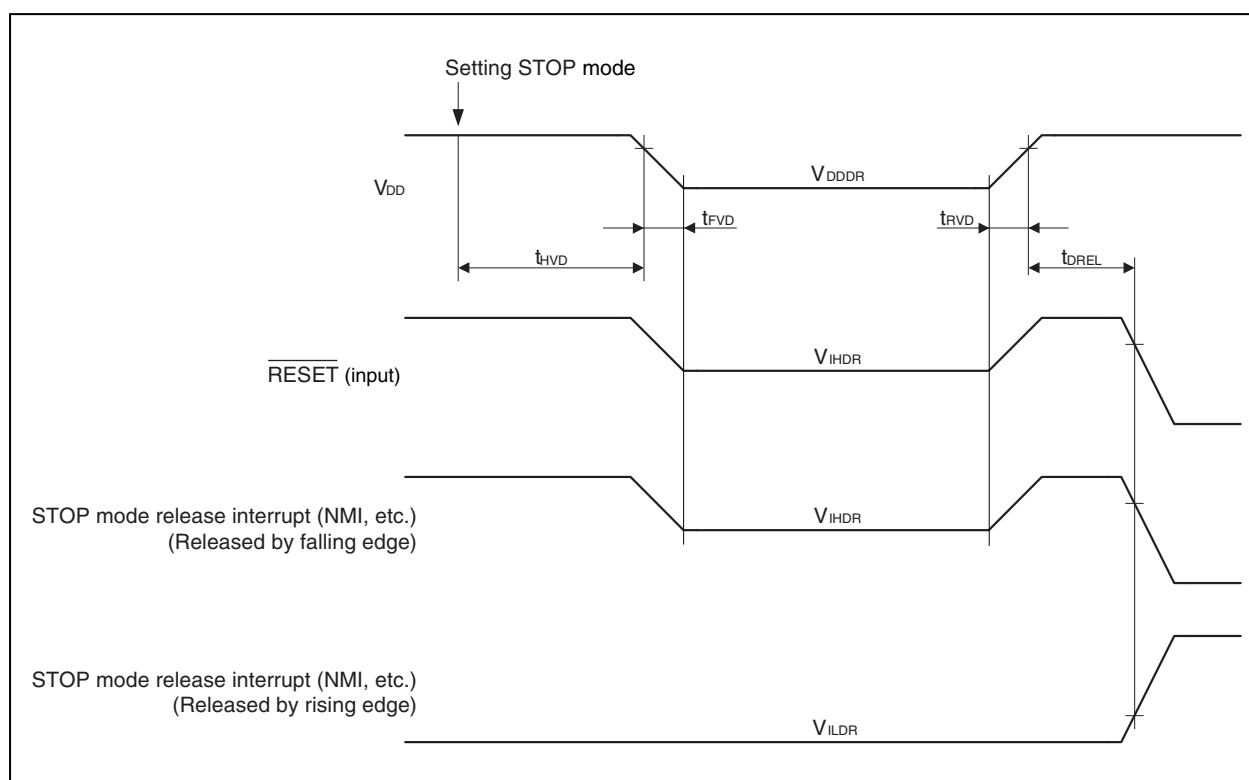 Setting STOP mode
VDD
VDDDR
tFVD
tRVD
tHVD
tDREL
RESET (input)
VIHDR
STOP mode release interrupt (NMI, etc.)
(Released by falling edge)
VIHDR
STOP mode release interrupt (NMI, etc.)
(Released by rising edge)
VILDR